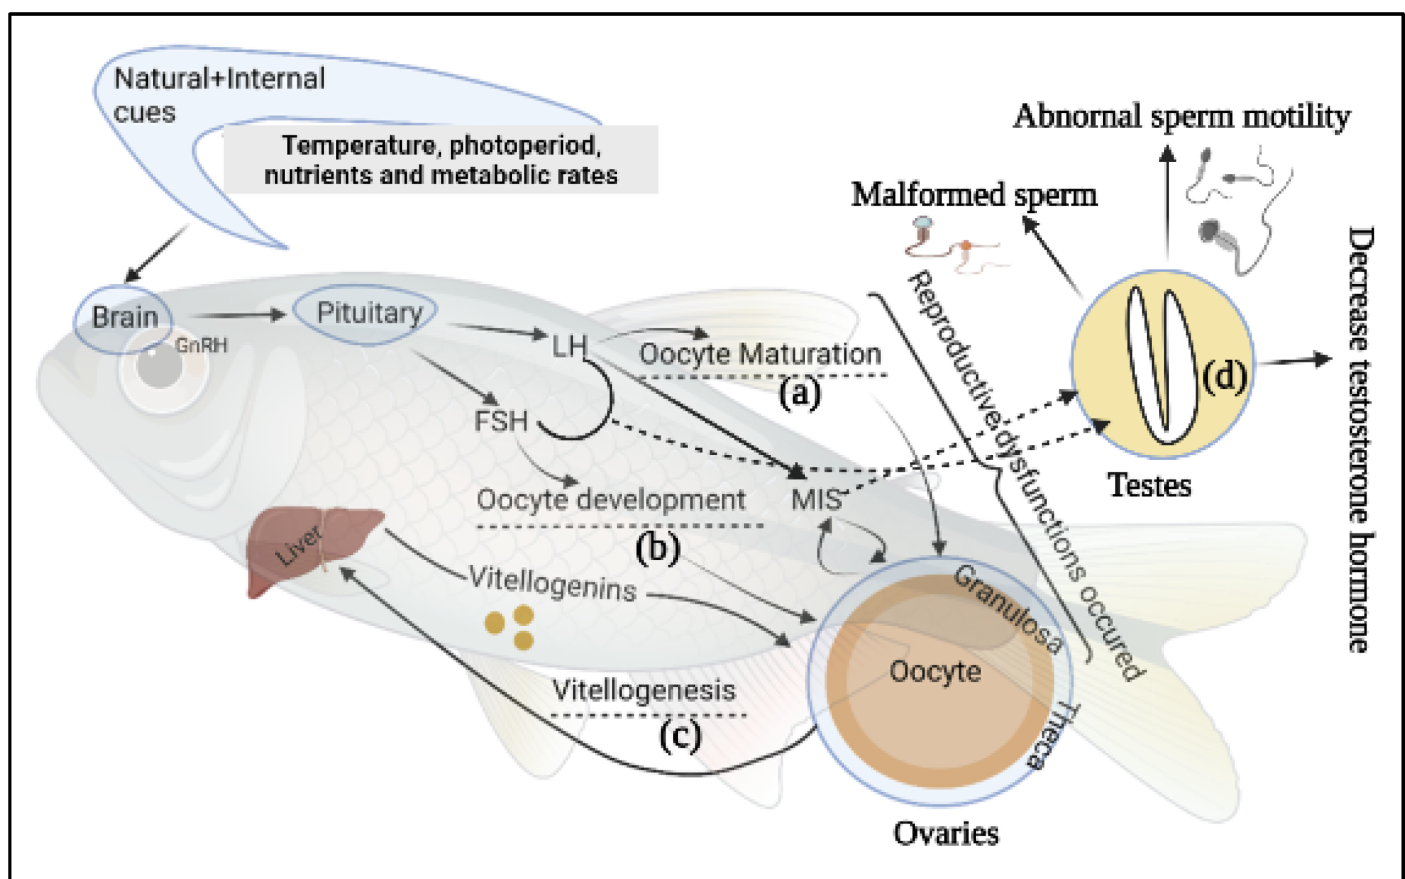 Natural+Internal
cues
Temperature, photoperiod,
nutrients and metabolic rates
Abnornal sperm motility
Malformed sperm
Decrease testosterone hormone
Reproductive dysfunctions occured
Brain
GnRH
Pituitary
LH
Oocyte Maturation
(a)
(d)
FSH
Testes
Oocyte development
MIS
(b)
Liver
Vitellogenins
Granulosa
Oocyte
Vitellogenesis
(c)
Theca
Ovaries